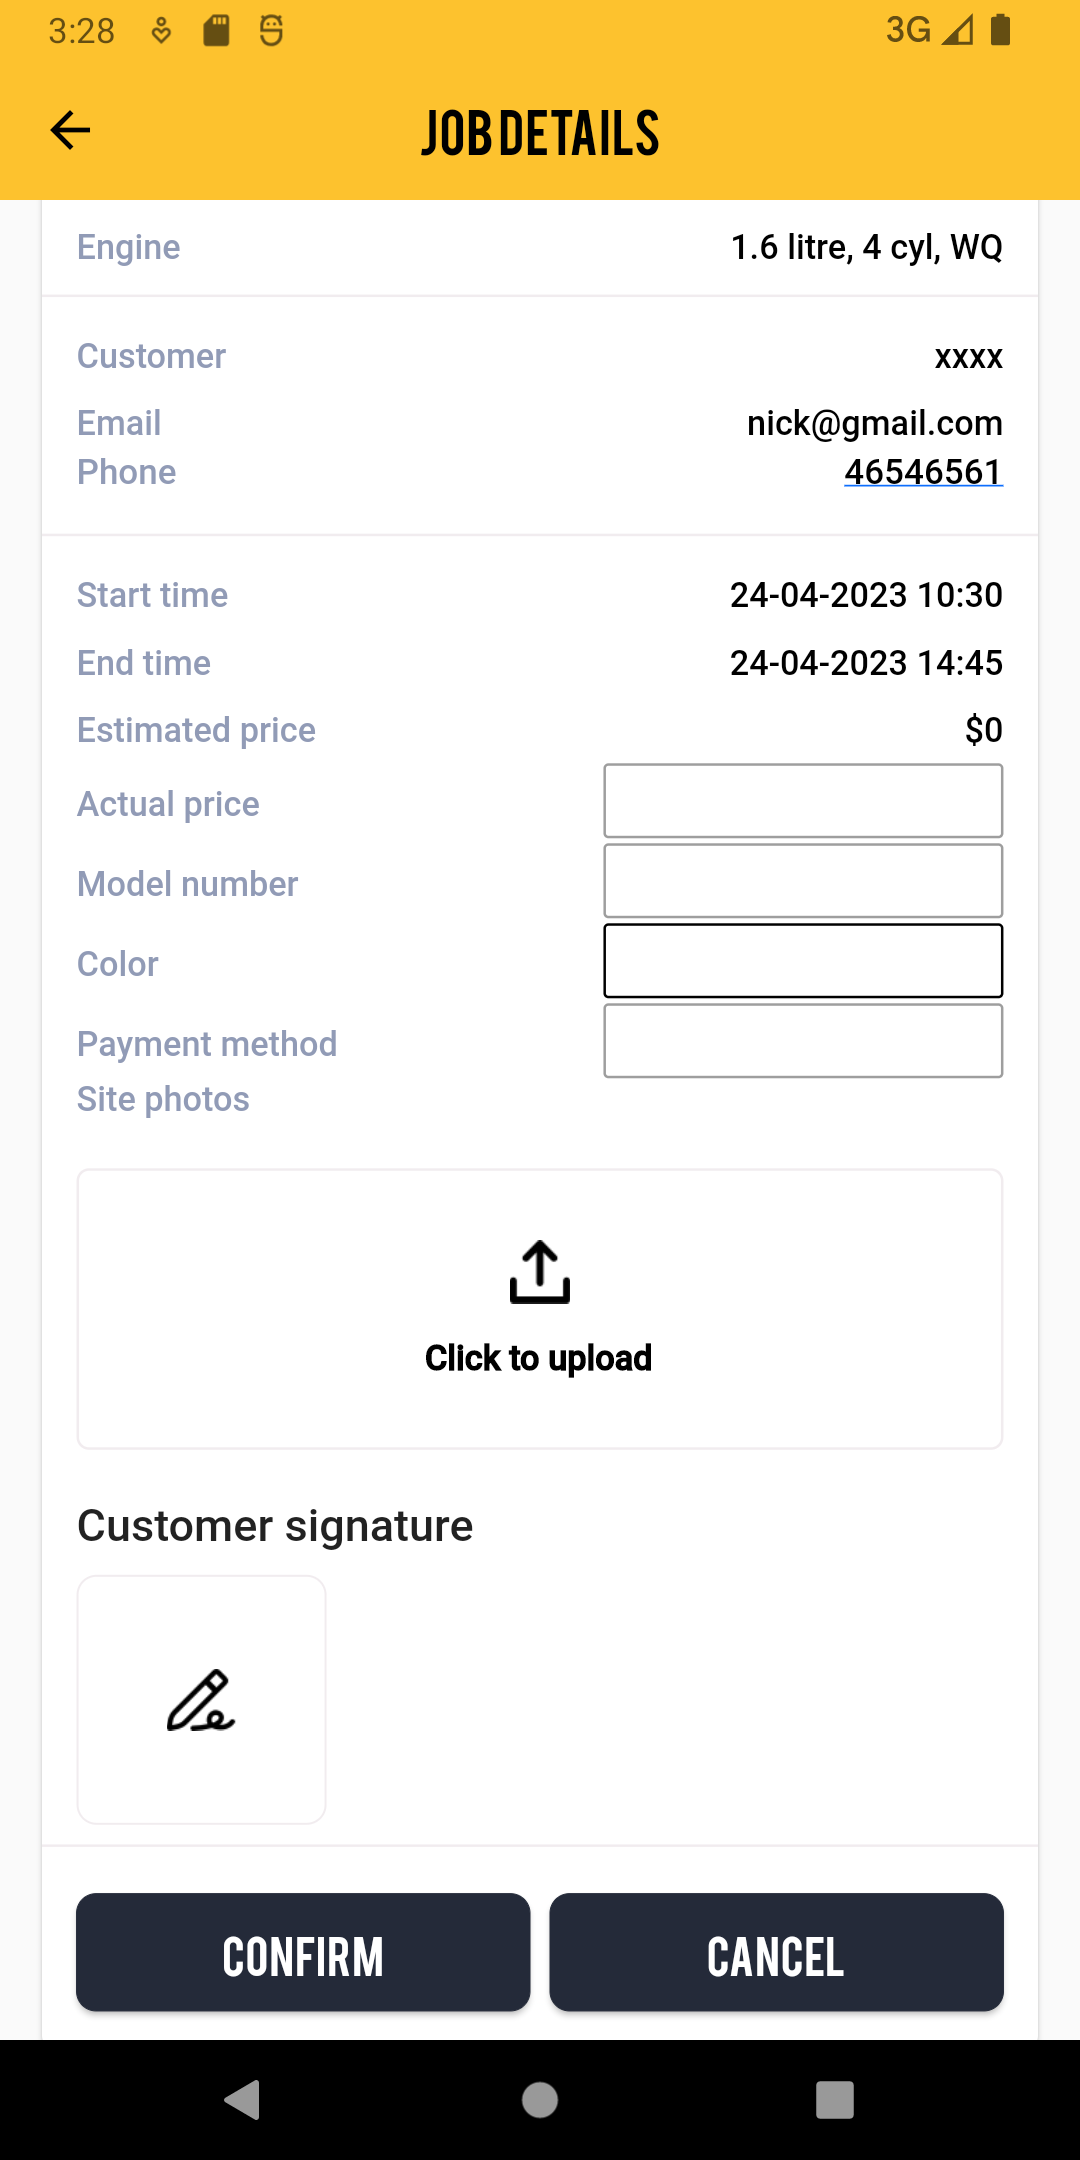 3:28 3G
JOB DETAILS
Engine 1.6 litre, 4 cyl, WQ
Customer xxxx
Email nick@gmail.com
Phone 46546561
Start time 24-04-2023 10:30
End time 24-04-2023 14:45
Estimated price $0
Actual price
Model number
Color
Payment method
Site photos
Click to upload
Customer signature
CONFIRM CANCEL